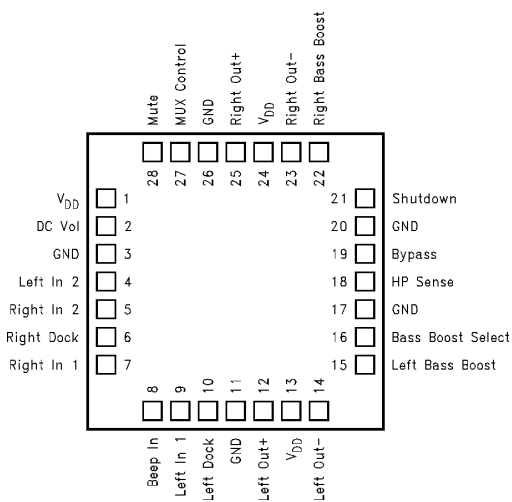 Mute
MUX Control
GND
Right Out+
VDD
Right Out-
Right Bass Boost
28
27
26
25
24
23
22
VDD 1
DC Vol 2
GND 3
Left In 2 4
Right In 2 5
Right Dock 6
Right In 1 7
21 Shutdown
20 GND
19 Bypass
18 HP Sense
17 GND
16 Bass Boost Select
15 Left Bass Boost
8
9
10
11
12
13
14
Beep In
Left In 1
Left Dock
GND
Left Out+
VDD
Left Out-